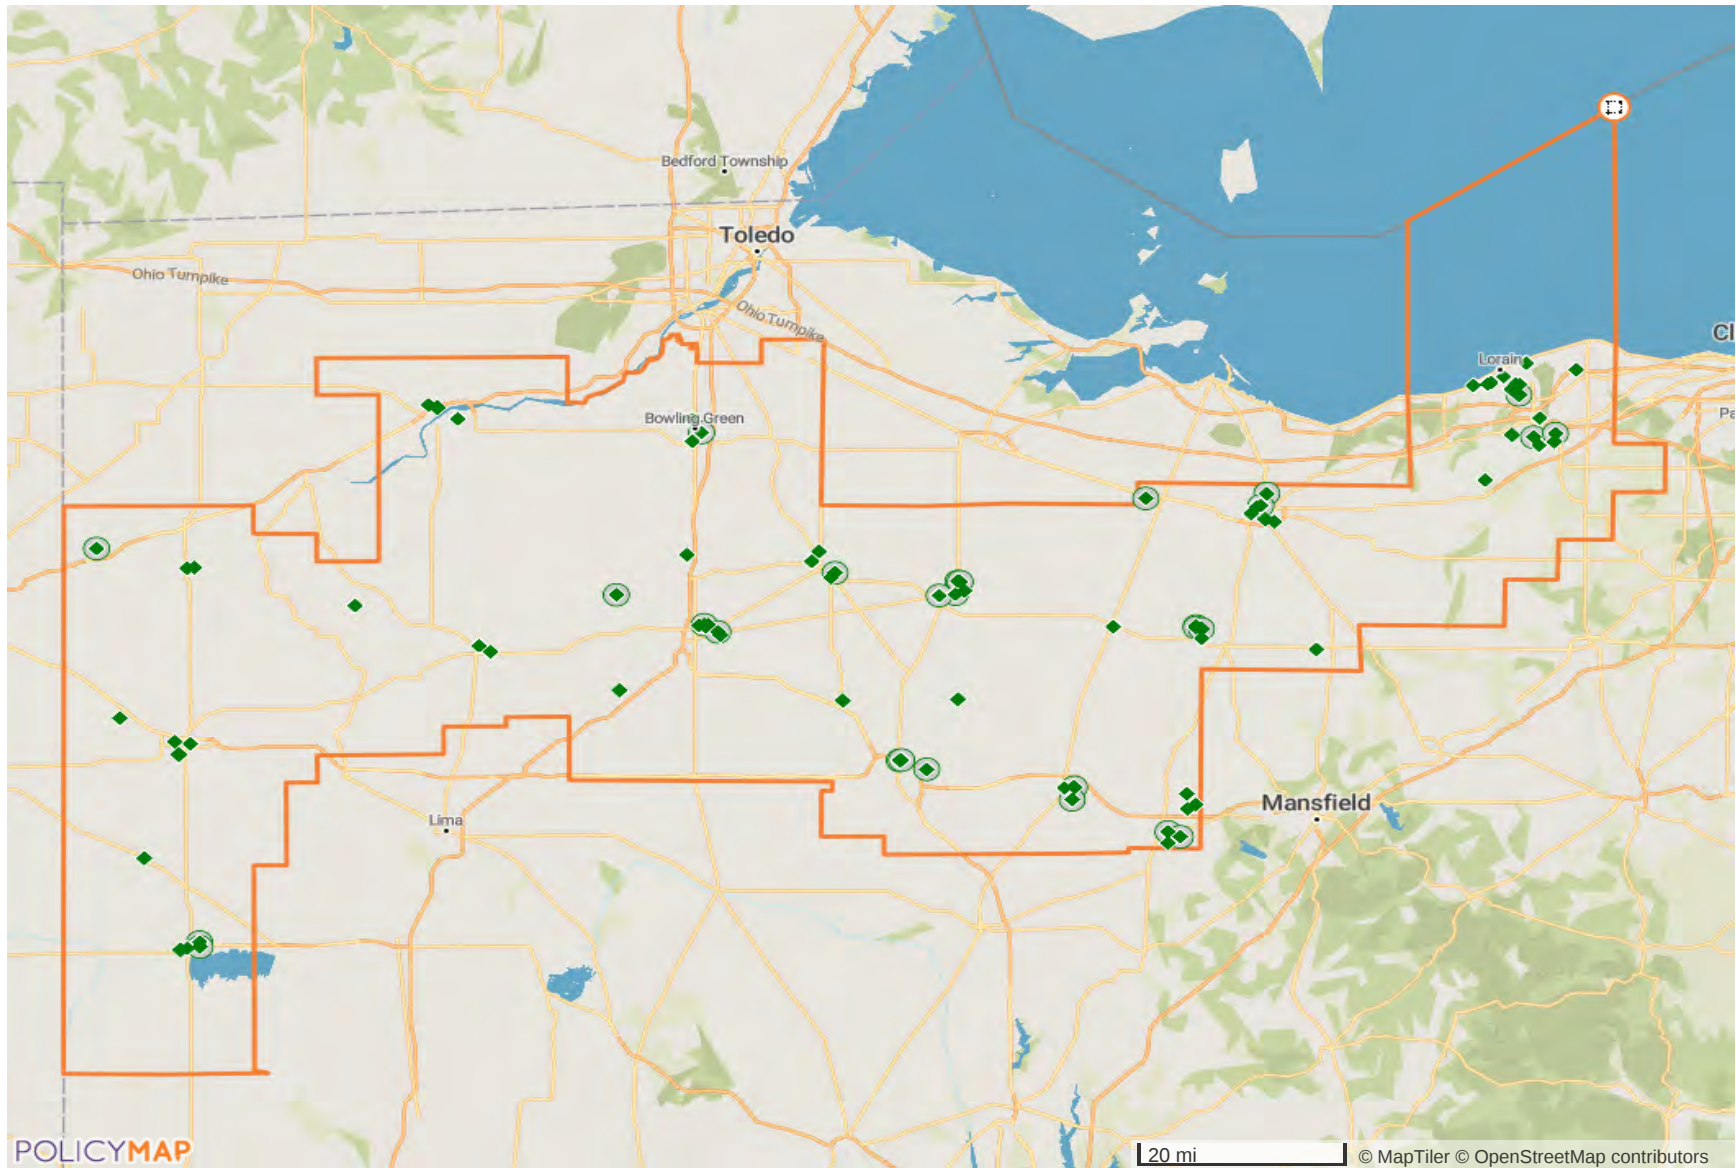 Bedford Township
Toledo
Ohio Turnpike
Ohio Turnpike
Cl
Lorain
Pa
Bowling Green
Mansfield
Lima
POLICYMAP
20 mi
© MapTiler © OpenStreetMap contributors